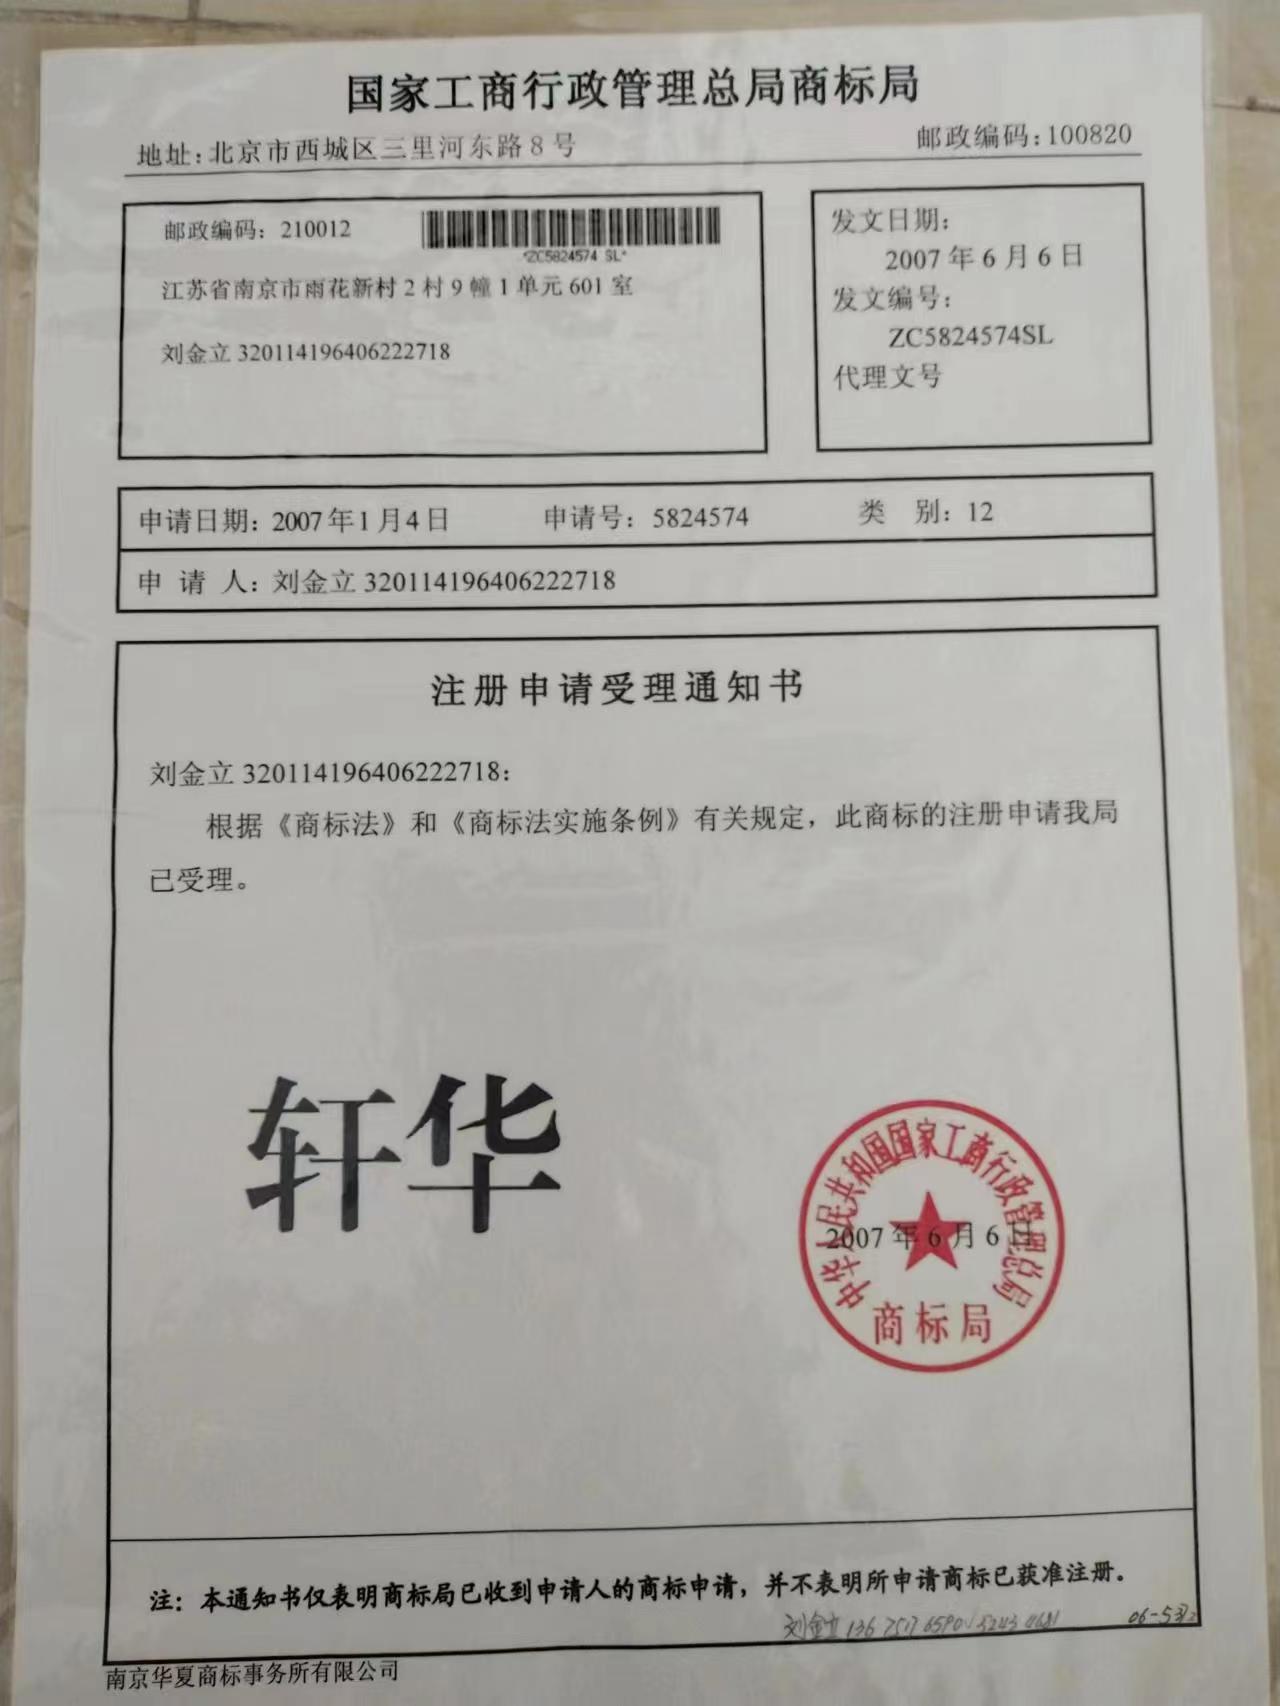 国家工商行政管理总局商标局
地址:北京市西城区三里河东路8号 邮政编码:100820
邮政编码：210012
*ZC5824574 SL*
江苏省南京市雨花新村2村9幢1单元601室
刘金立 320114196406222718
发文日期：
2007年6月6日
发文编号：
ZC5824574SL
代理文号
申请日期：2007年1月4日 申请号：5824574 类 别：12
申 请 人：刘金立 320114196406222718
注册申请受理通知书
刘金立 320114196406222718：
根据《商标法》和《商标法实施条例》有关规定，此商标的注册申请我局
已受理。
轩华
中华人民共和国国家工商行政管理总局
2007年6月6日
商标局
注：本通知书仅表明商标局已收到申请人的商标申请，并不表明所申请商标已获准注册。
刘金立
南京华夏商标事务所有限公司